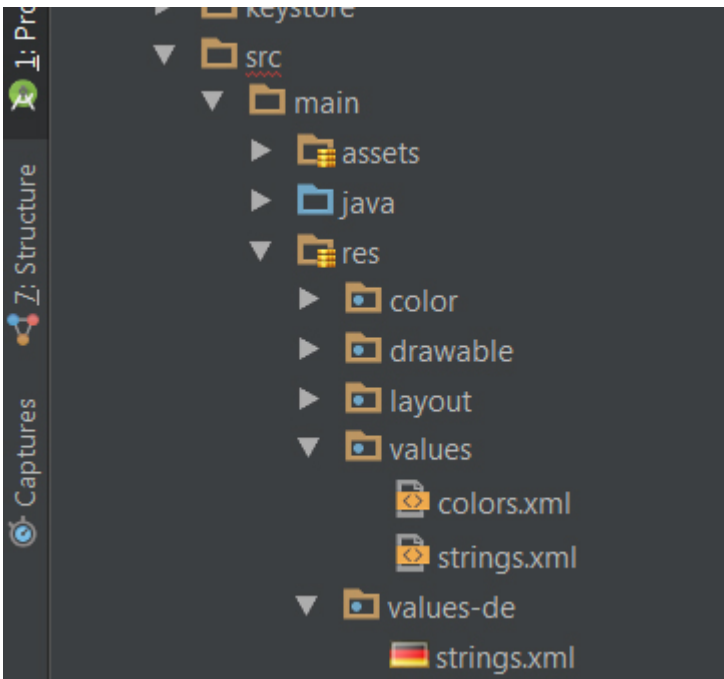 keystore
src
main
assets
java
res
color
drawable
layout
values
colors.xml
strings.xml
values-de
strings.xml
1: Pro
7: Structure
Captures